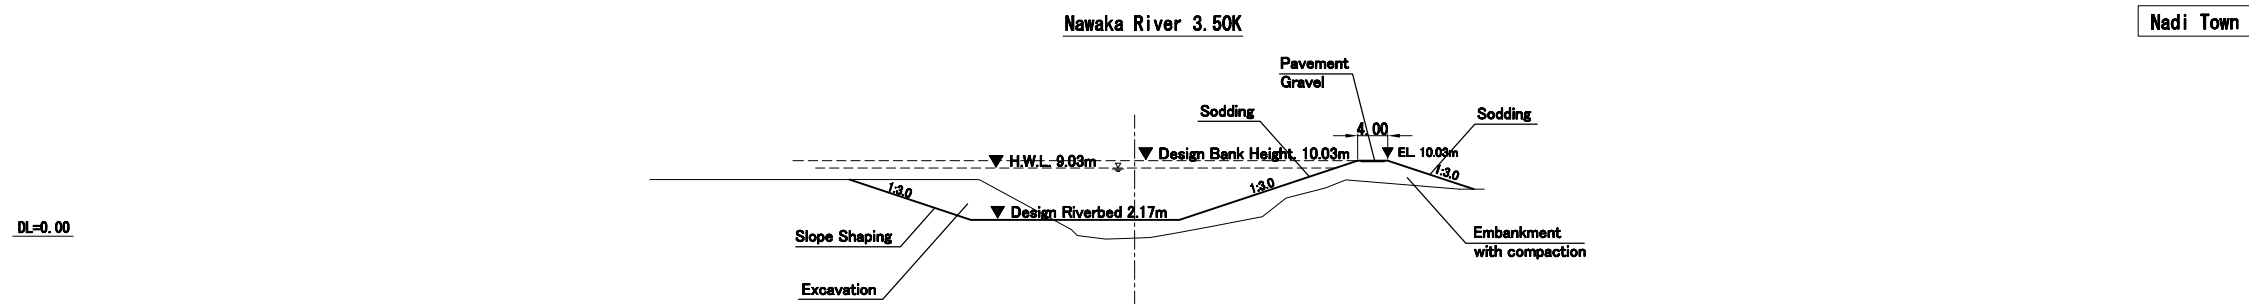 Nawaka River 3.50K
Nadi Town
Pavement
Gravel
Sodding
Sodding
4.00
H.W.L. 9.03m
Design Bank Height. 10.03m
EL. 10.03m
1:3.0
1:3.0
1:3.0
Design Riverbed 2.17m
DL=0.00
Slope Shaping
Embankment
with compaction
Excavation